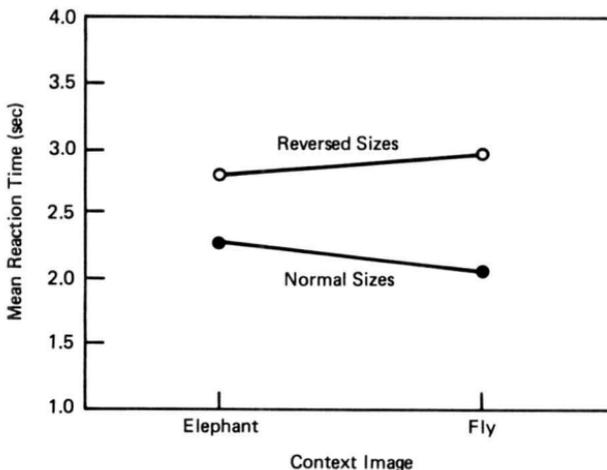 4.0
3.5
3.0
2.5
2.0
1.5
1.0
Mean Reaction Time (sec)
Reversed Sizes
Normal Sizes
Elephant Fly
Context Image